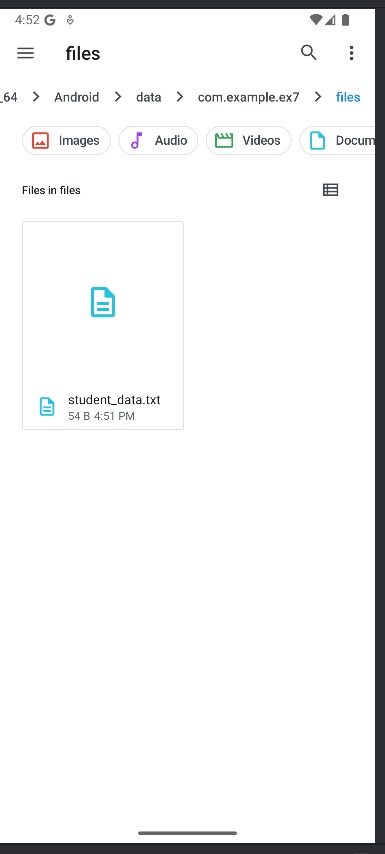 4:52
files
_64 > Android > data > com.example.ex7 > files
Images Audio Videos Docum
Files in files
student_data.txt
54 B 4:51 PM